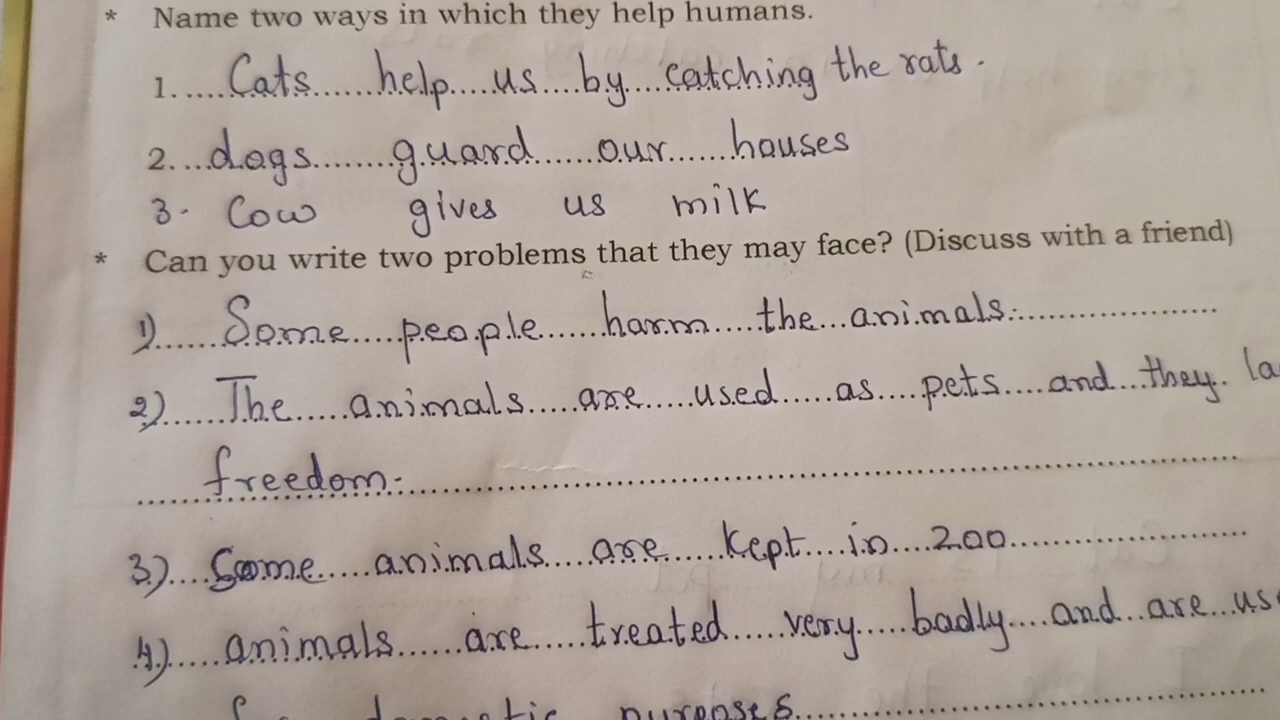 * Name two ways in which they help humans.
1. Cats help us by catching the rats.
2. dogs guard our houses
3. Cow gives us milk
* Can you write two problems that they may face? (Discuss with a friend)
1) Some people harm the animals.
2) The animals are used as pets and they
freedom.
3) Some animals are kept in zoo
4) animals are treated very badly and are
domestic purposes